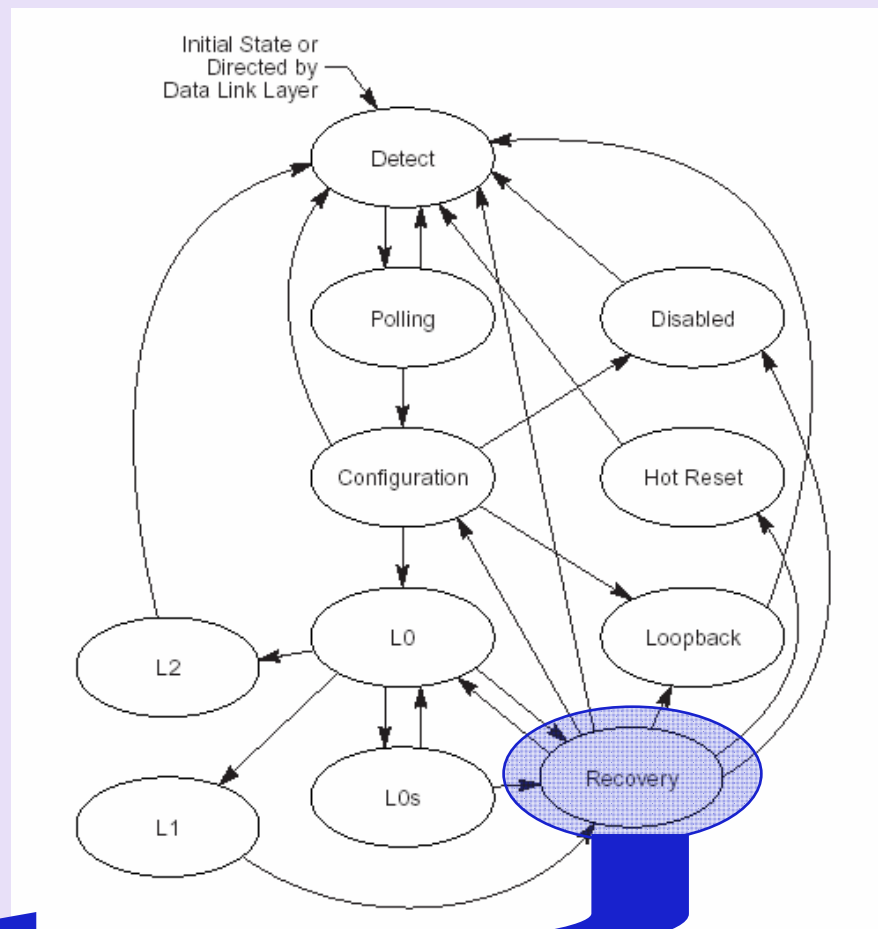 Initial State or
Directed by
Data Link Layer
Detect
Polling
Disabled
Configuration
Hot Reset
L0
Loopback
L2
Recovery
L0s
L1